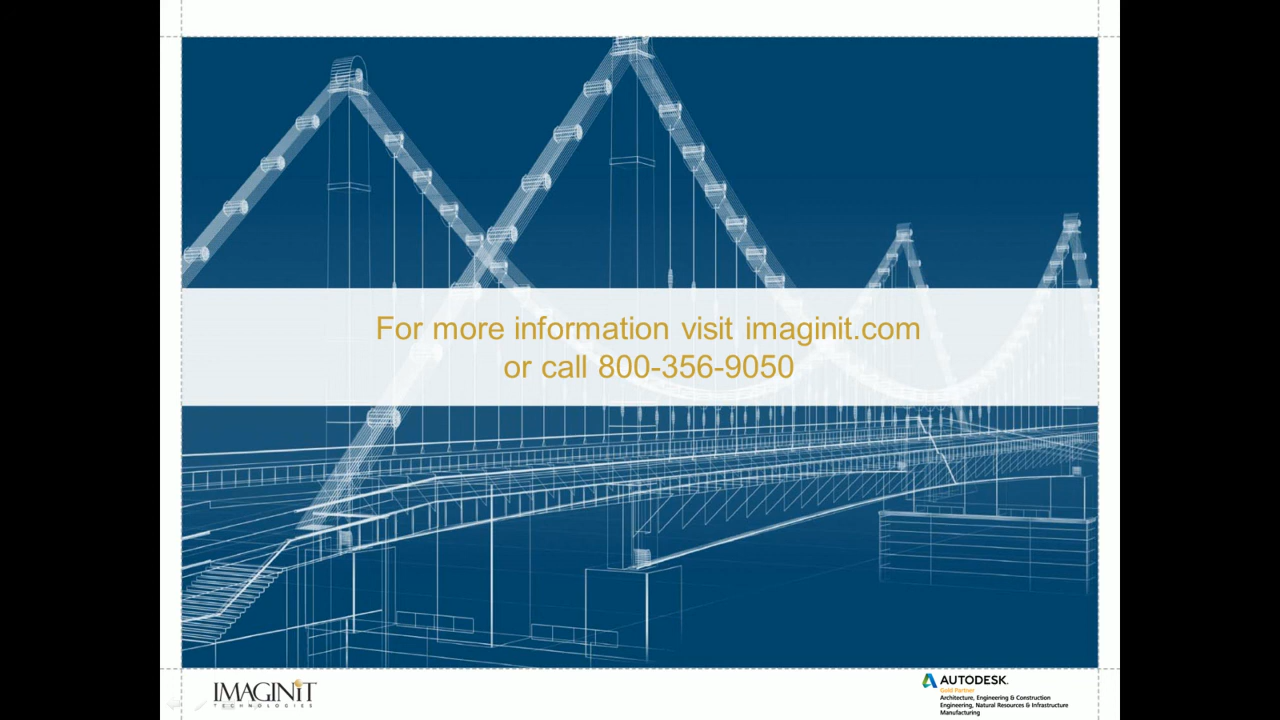 For more information visit imaginit.com
or call 800-356-9050
IMAGINiT
TECHNOLOGIES
AUTODESK.
Gold Partner
Architecture, Engineering & Construction
Engineering, Natural Resources & Infrastructure
Manufacturing